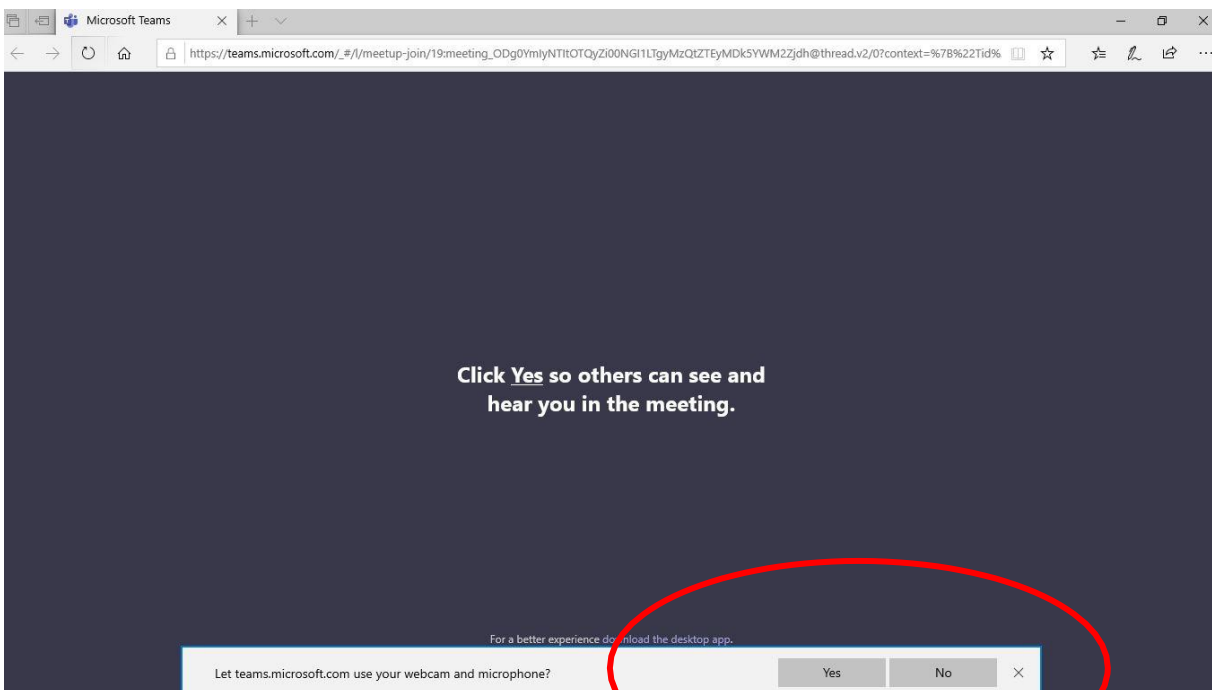 Microsoft Teams
https://teams.microsoft.com/_#/l/meetup-join/19:meeting_ODg0YmIyNTItOTQyZi00NGI1LTgyMzQtZTEyMDk5YWM2Zjdh@thread.v2/0?context=%7B%22Tid%
Click Yes so others can see and
hear you in the meeting.
For a better experience download the desktop app.
Let teams.microsoft.com use your webcam and microphone?
Yes
No